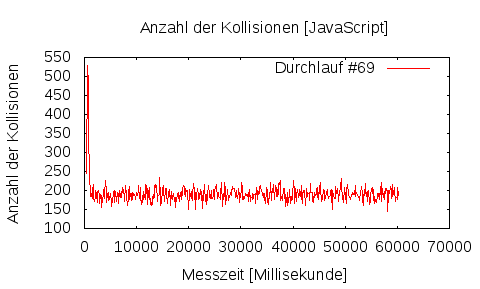 Anzahl der Kollisionen [JavaScript]
Durchlauf #69
Anzahl der Kollisionen
550
500
450
400
350
300
250
200
150
100
0 10000 20000 30000 40000 50000 60000 70000
Messzeit [Millisekunde]